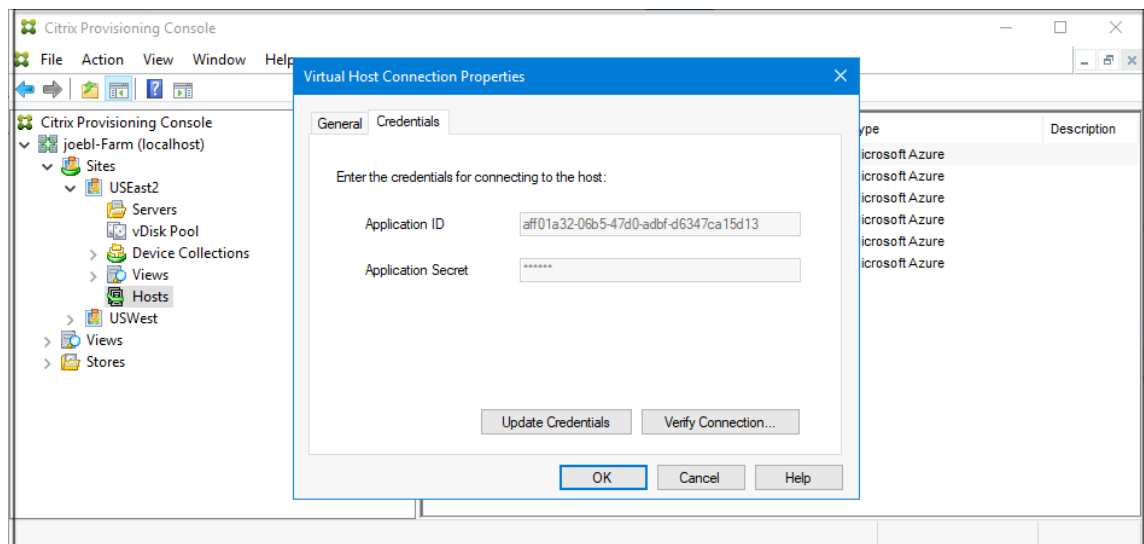 Citrix Provisioning Console
File Action View Window Help
Virtual Host Connection Properties
Citrix Provisioning Console
joebl-Farm (localhost)
Sites
USEast2
Servers
vDisk Pool
Device Collections
Views
Hosts
USWest
Views
Stores
General Credentials
Enter the credentials for connecting to the host:
Application ID aff01a32-06b5-47d0-adbf-d6347ca15d13
Application Secret ******
Update Credentials Verify Connection...
OK Cancel Help
ype Description
icrosoft Azure
icrosoft Azure
icrosoft Azure
icrosoft Azure
icrosoft Azure
icrosoft Azure